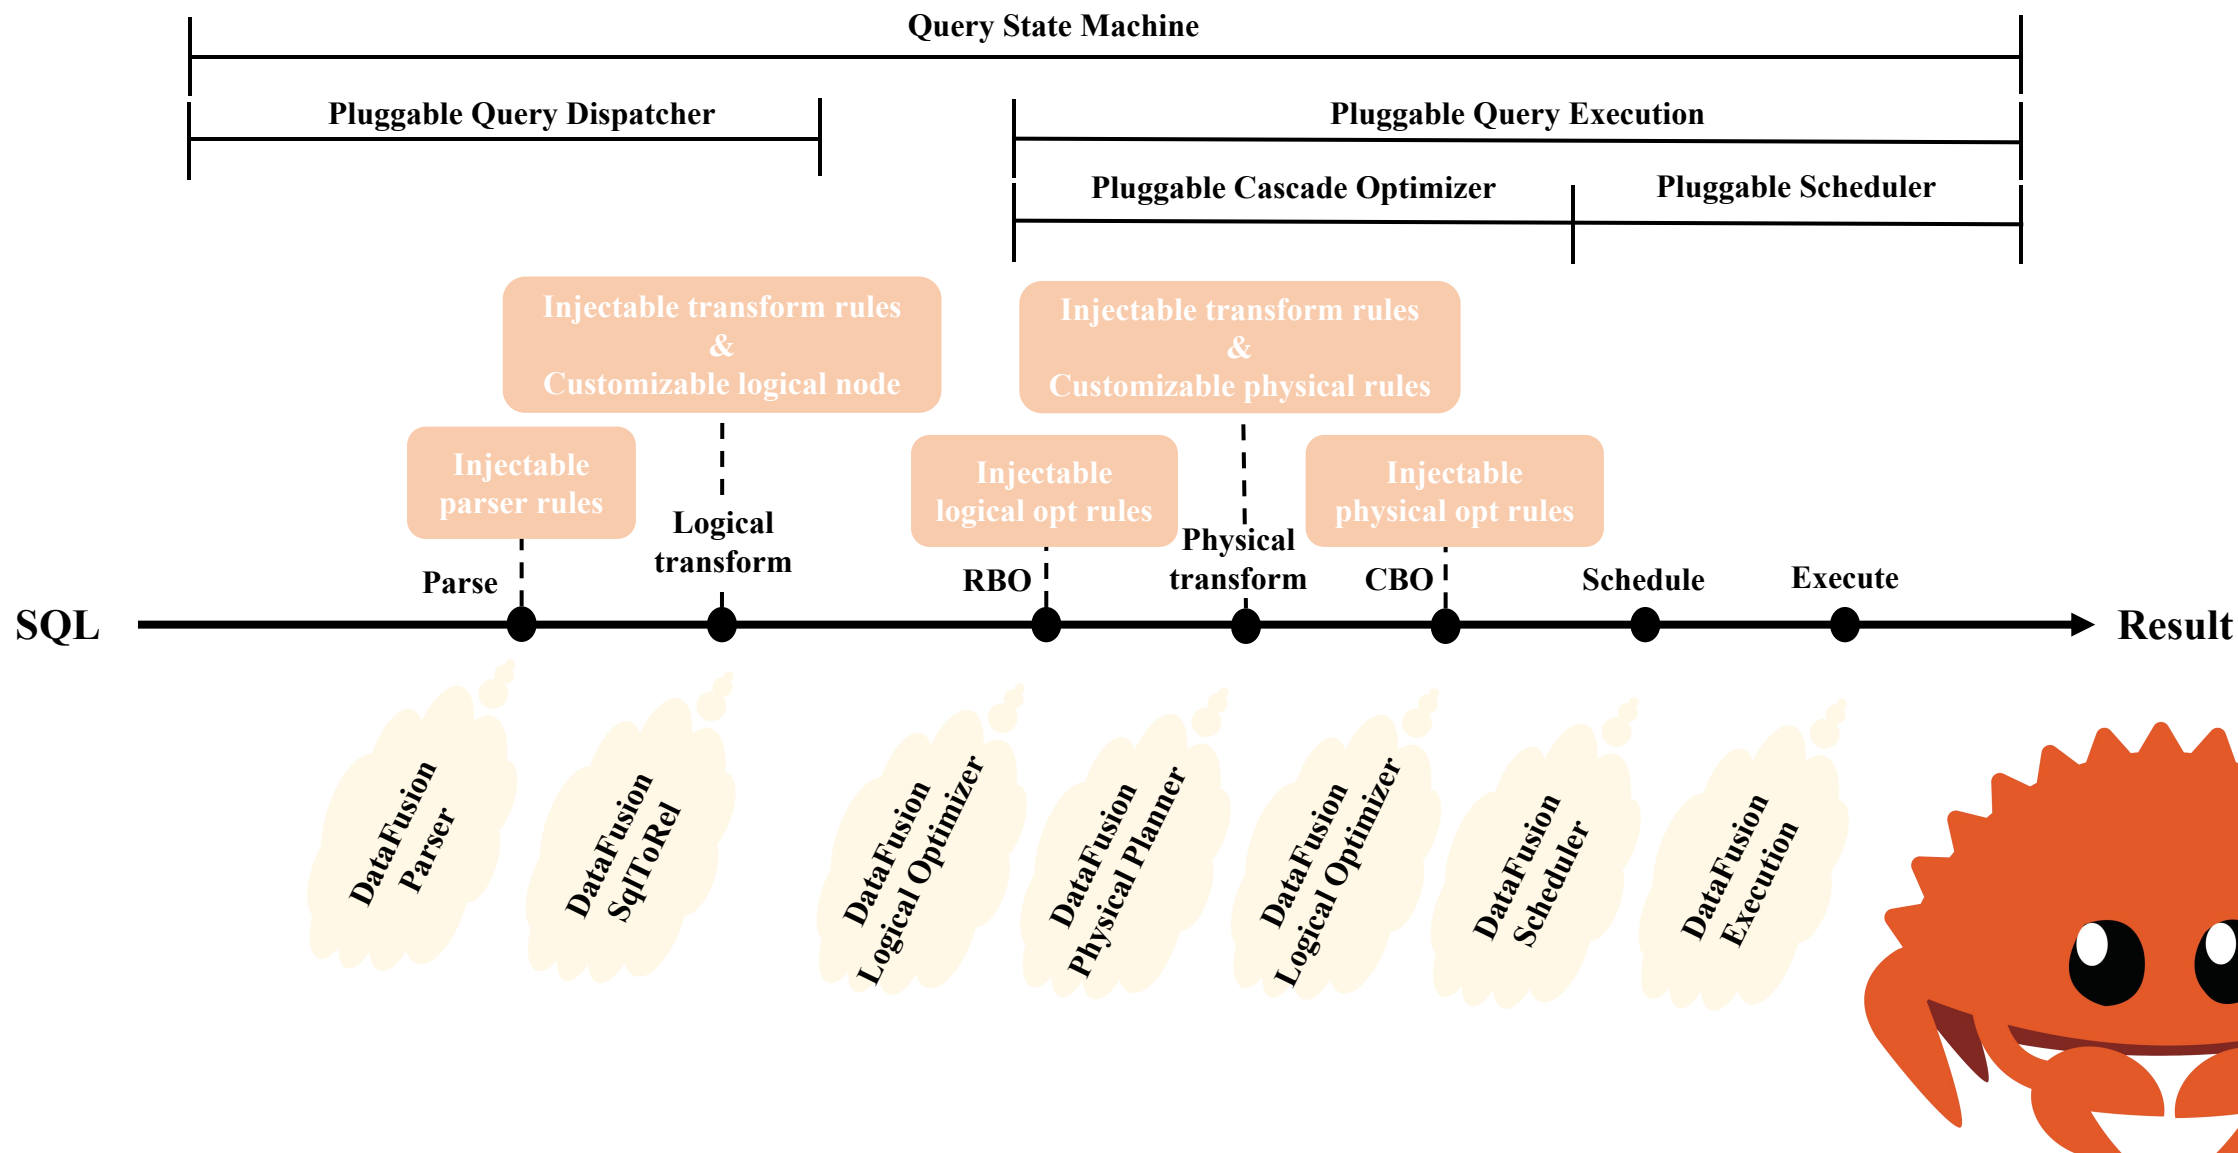 Query State Machine
Pluggable Query Dispatcher
Pluggable Query Execution
Pluggable Cascade Optimizer
Pluggable Scheduler
Injectable transform rules
&
Customizable logical node
Injectable transform rules
&
Customizable physical rules
Injectable
parser rules
Injectable
logical opt rules
Injectable
physical opt rules
Parse
Logical
transform
RBO
Physical
transform
CBO
Schedule
Execute
SQL
Result
DataFusion
Parser
DataFusion
SqlToRel
DataFusion
Logical Optimizer
DataFusion
Physical Planner
DataFusion
Logical Optimizer
DataFusion
Scheduler
DataFusion
Execution